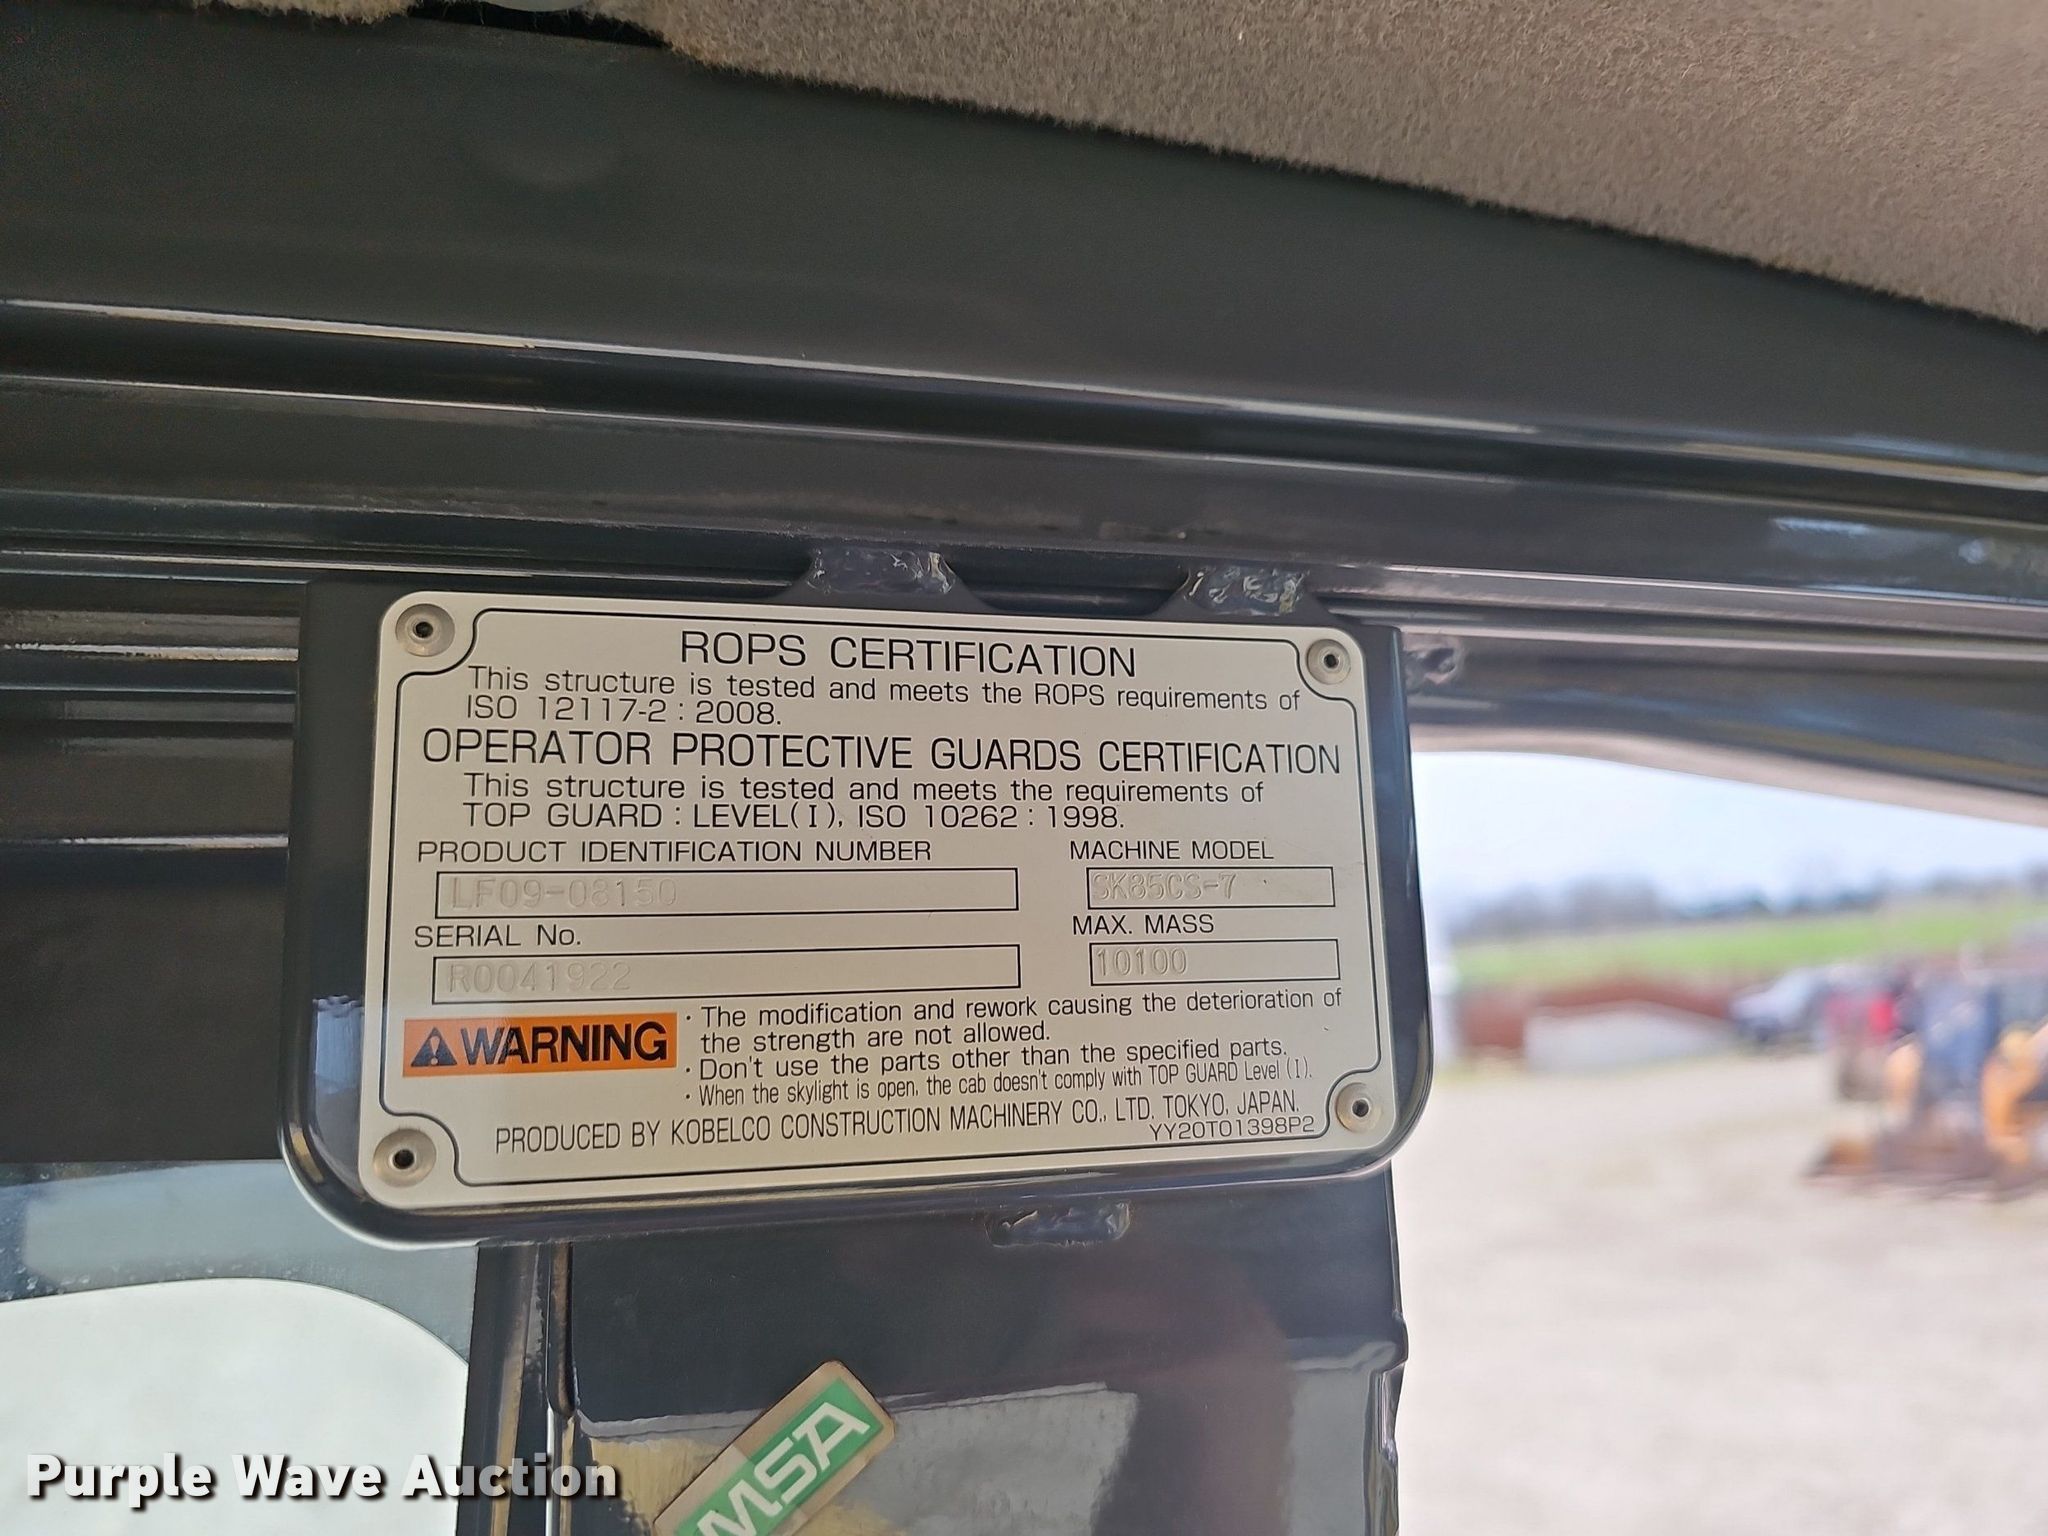 ROPS CERTIFICATION
This structure is tested and meets the ROPS requirements of
ISO 12117-2 : 2008.
OPERATOR PROTECTIVE GUARDS CERTIFICATION
This structure is tested and meets the requirements of
TOP GUARD : LEVEL(I), ISO 10262 : 1998.
PRODUCT IDENTIFICATION NUMBER
MACHINE MODEL
LF09-08150
SK85CS-7
SERIAL No.
MAX. MASS
R0041922
10100
WARNING
· The modification and rework causing the deterioration of
the strength are not allowed.
· Don't use the parts other than the specified parts.
· When the skylight is open, the cab doesn't comply with TOP GUARD Level (I).
PRODUCED BY KOBELCO CONSTRUCTION MACHINERY CO., LTD. TOKYO, JAPAN.
YY20T01398P2
MSA
Purple Wave Auction